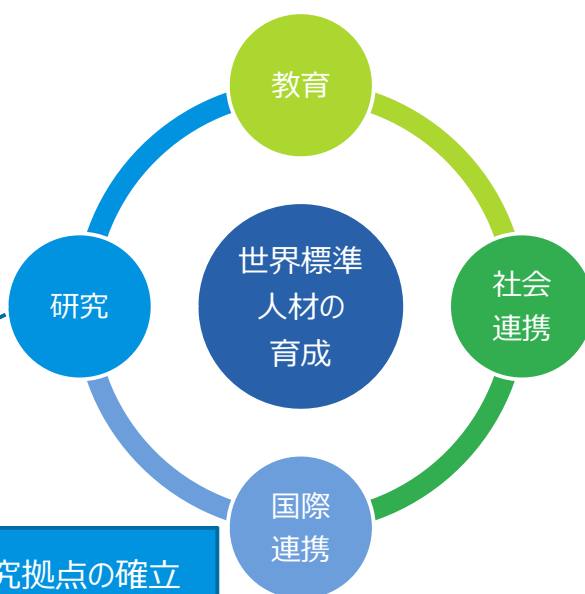 教育
世界標準
人材の
育成
研究
社会
連携
国際
連携
究拠点の確立